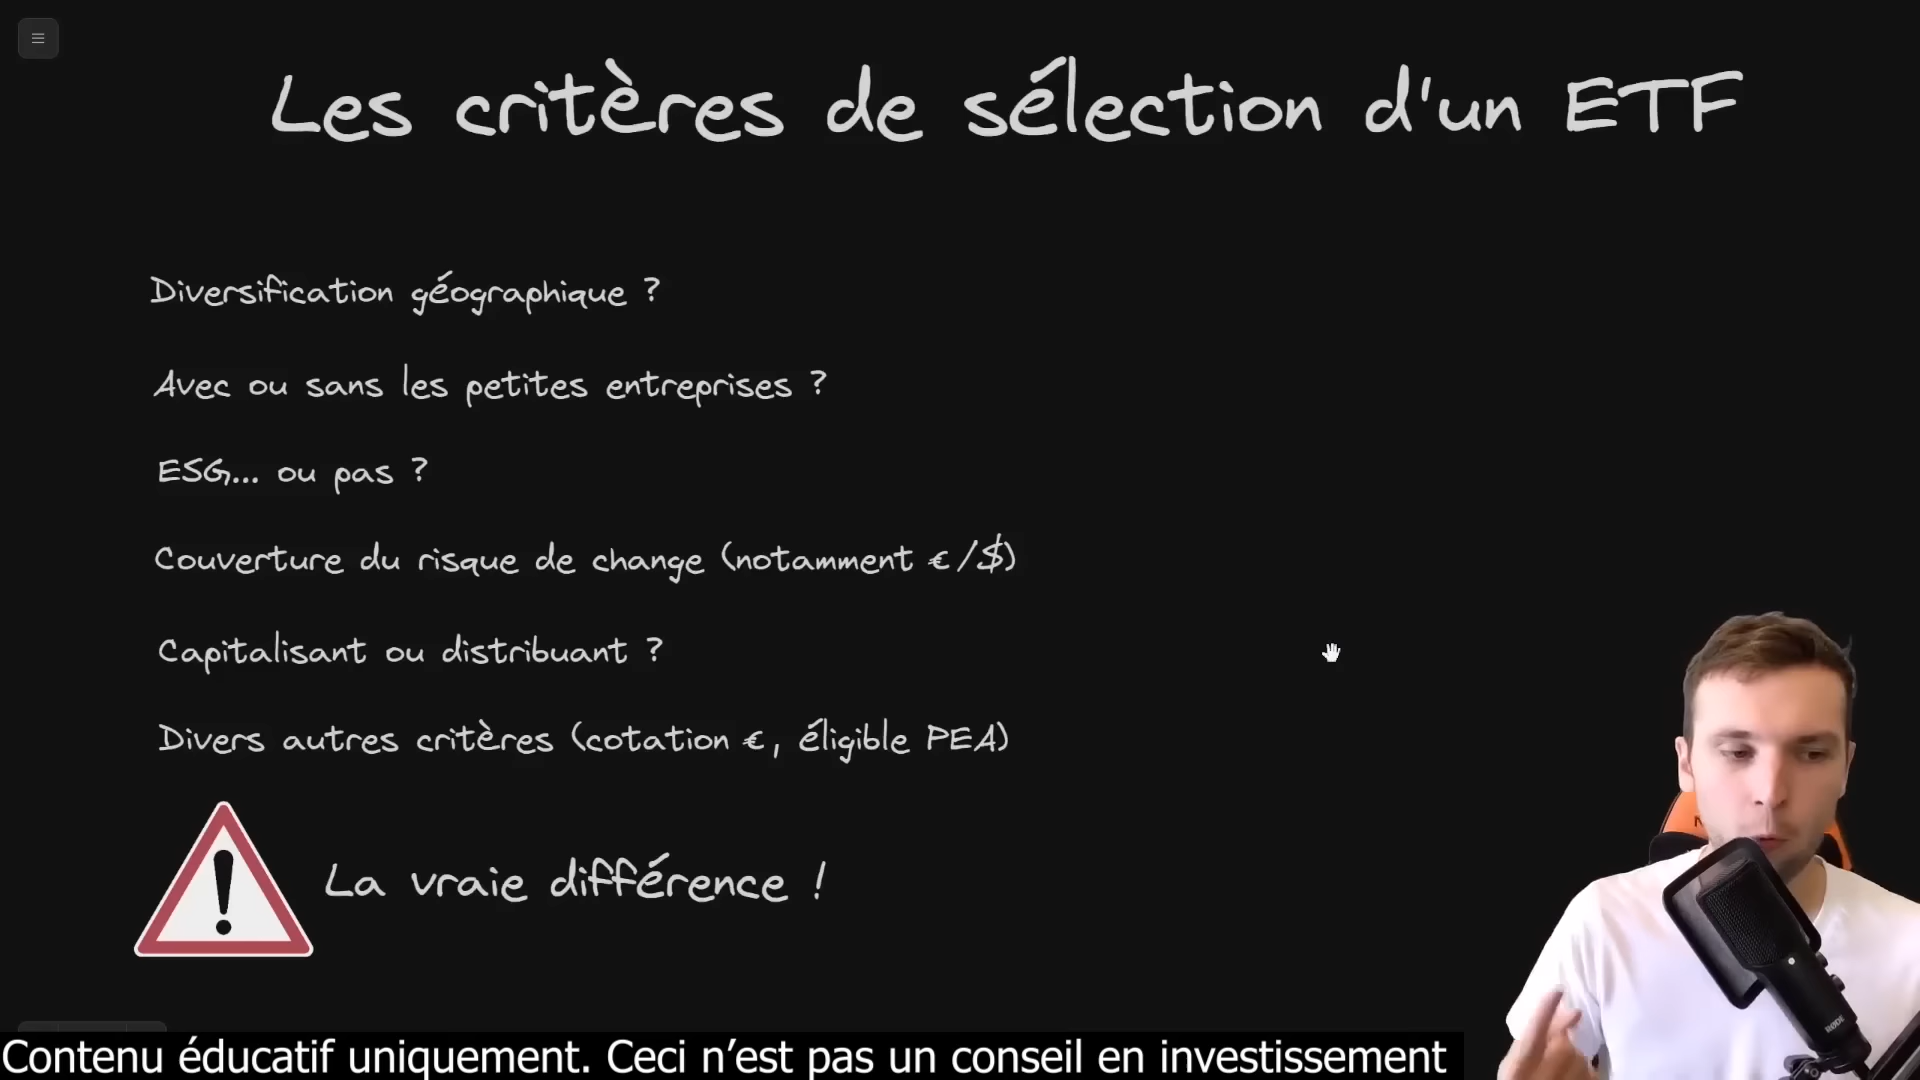 Les critères de sélection d'un ETF
Diversification géographique ?
Avec ou sans les petites entreprises ?
ESG... ou pas ?
Couverture du risque de change (notamment €/$)
Capitalisant ou distribuant ?
Divers autres critères (cotation €, éligible PEA)
La vraie différence !
RØDE
Contenu éducatif uniquement. Ceci n’est pas un conseil en investissement